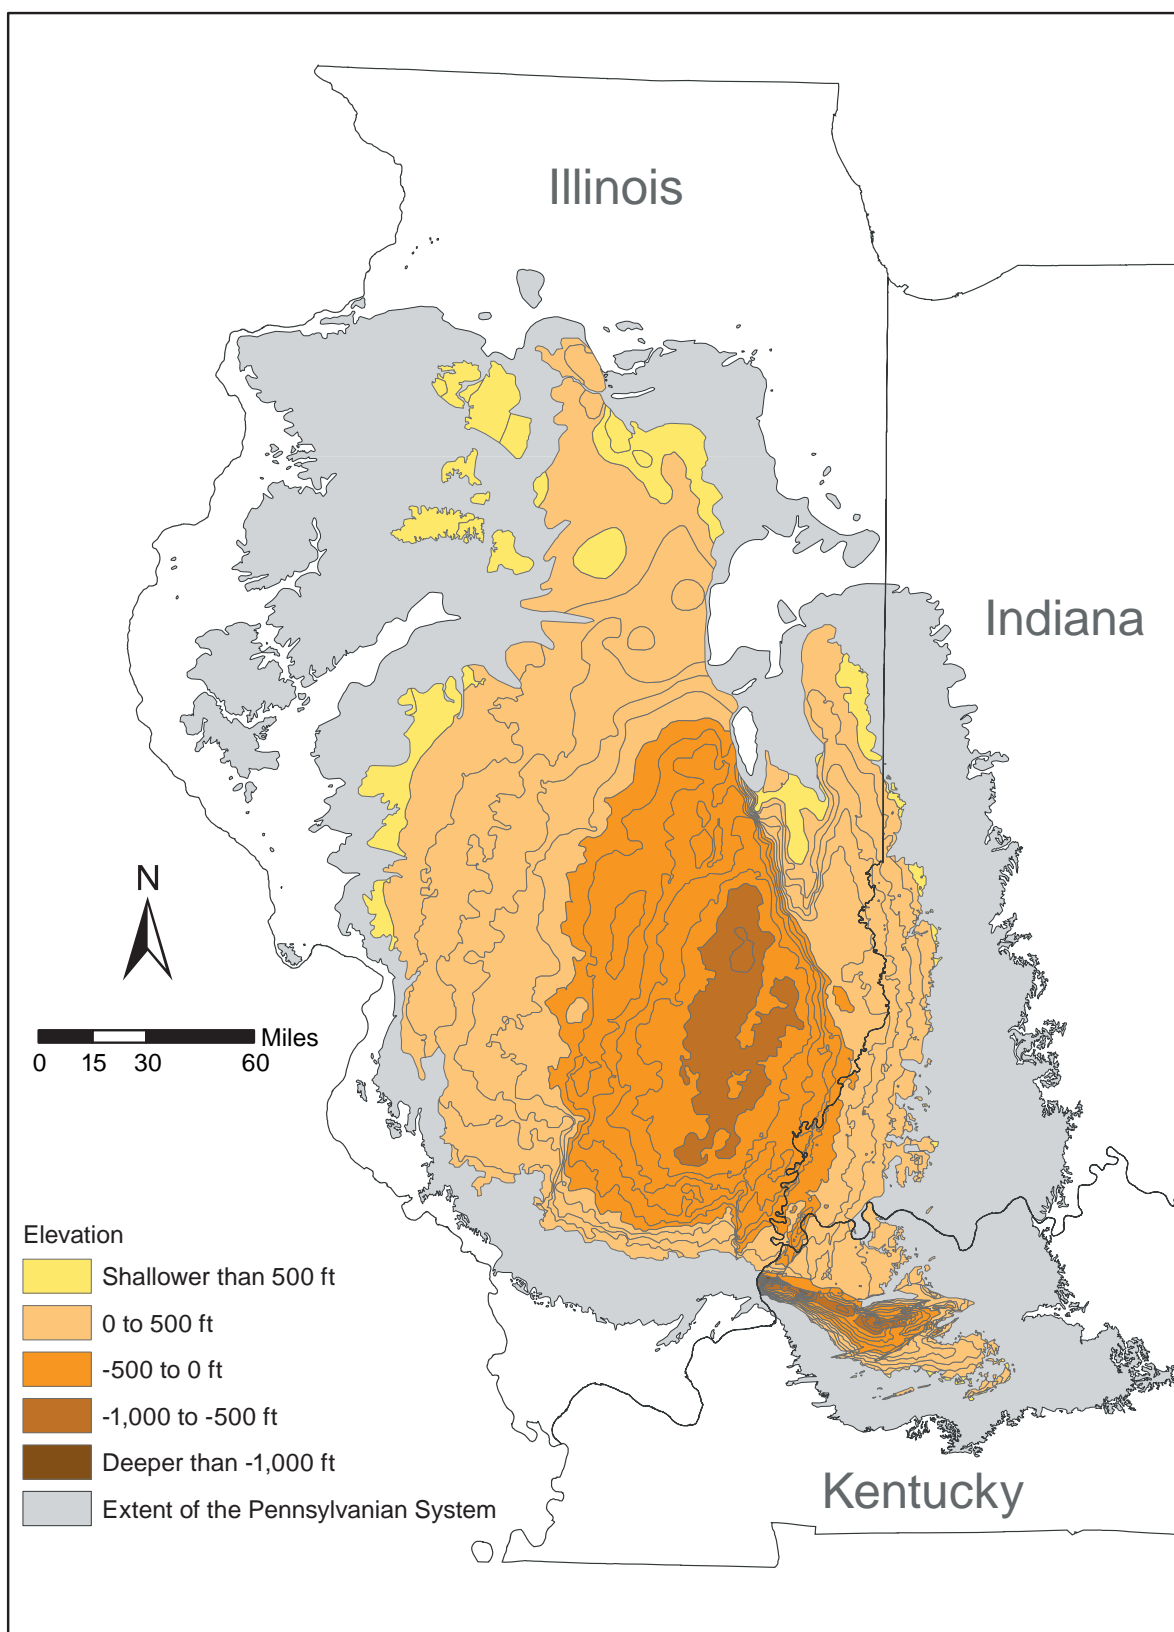 Illinois
Indiana
N
Miles
0 15 30 60
Elevation
Shallower than 500 ft
0 to 500 ft
-500 to 0 ft
-1,000 to -500 ft
Deeper than -1,000 ft
Extent of the Pennsylvanian System
Kentucky